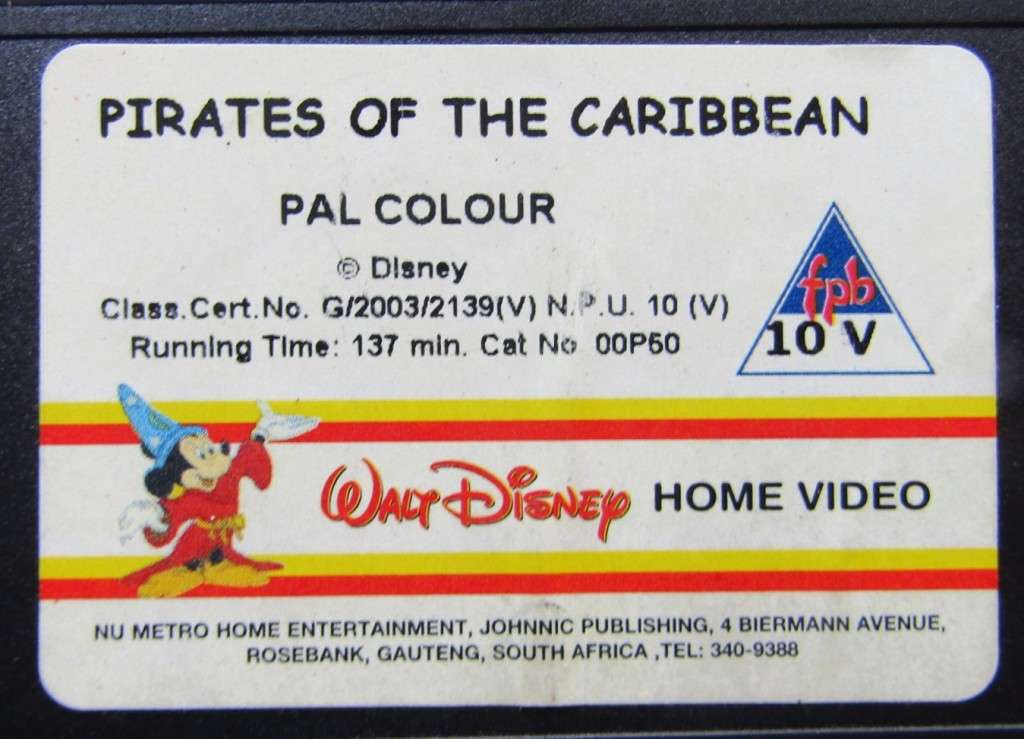 PIRATES OF THE CARIBBEAN
PAL COLOUR
© Disney
Class.Cert.No. G/2003/2139(V) N.P.U. 10 (V)
Running Time: 137 min. Cat No 00P50
fpb
10 V
WALT DISNEY HOME VIDEO
NU METRO HOME ENTERTAINMENT, JOHNNIC PUBLISHING, 4 BIERMANN AVENUE,
ROSEBANK, GAUTENG, SOUTH AFRICA ,TEL: 340-9388